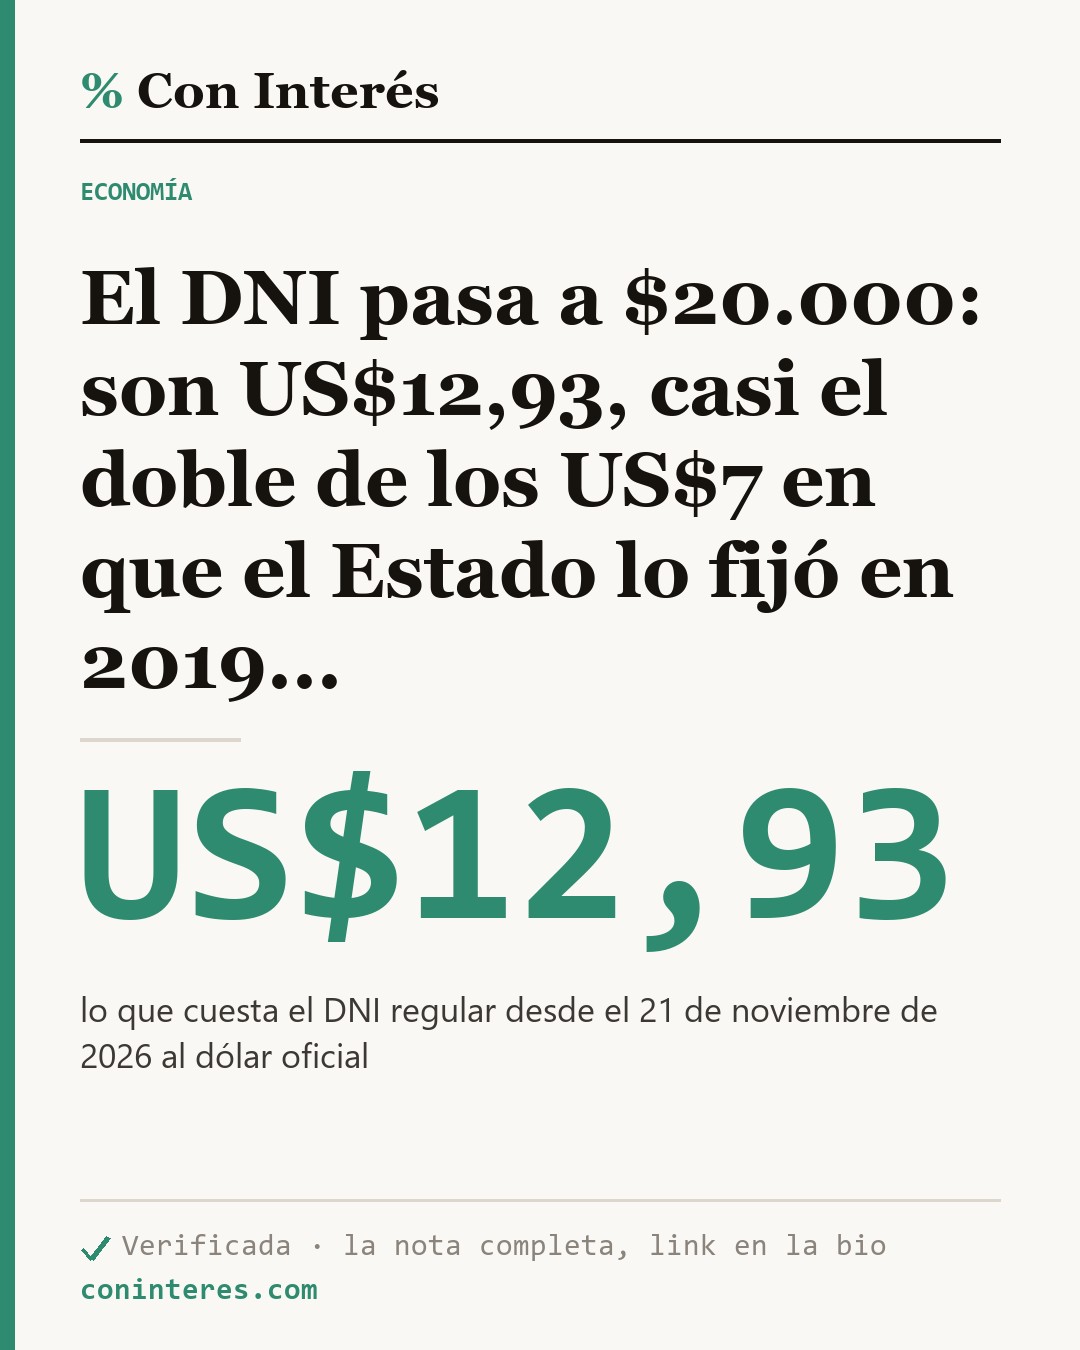 % Con Interés
ECONOMÍA
El DNI pasa a $20.000:
son US$12,93, casi el
doble de los US$7 en
que el Estado lo fijó en
2019...
US$12,93
lo que cuesta el DNI regular desde el 21 de noviembre de
2026 al dólar oficial
✓ Verificada · la nota completa, link en la bio
coninteres.com